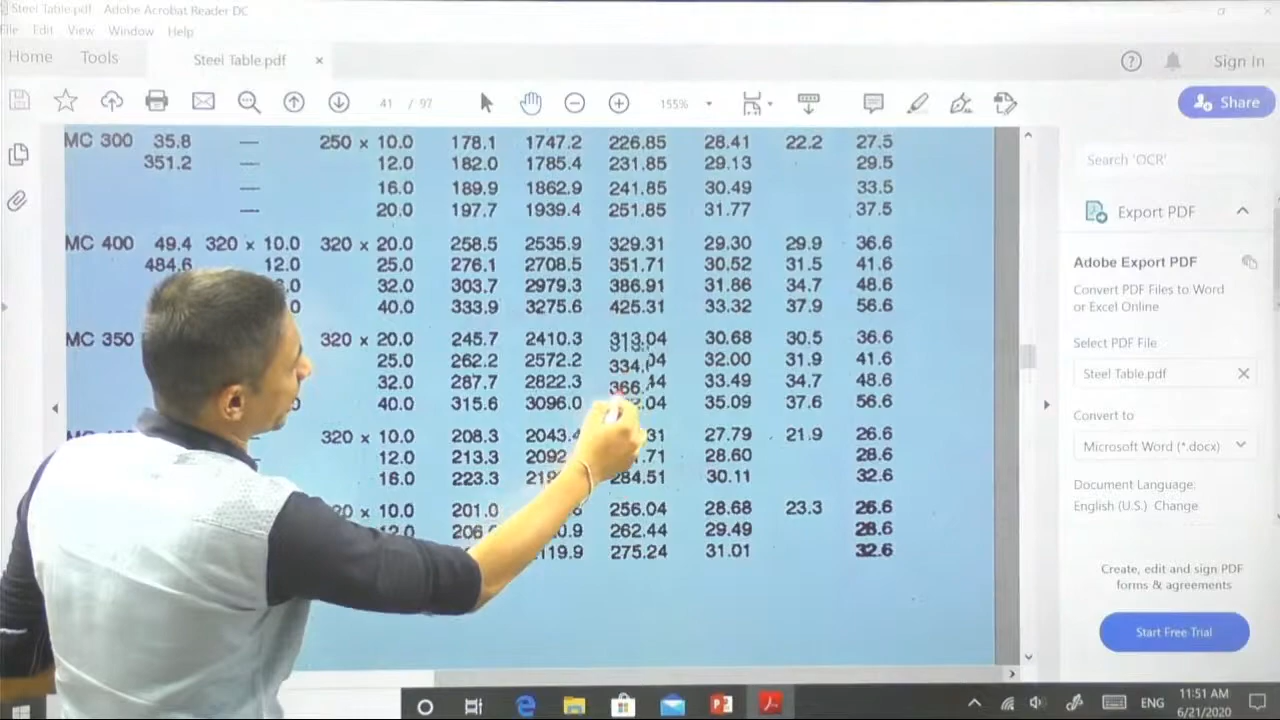 Steel Table.pdf - Adobe Acrobat Reader DC
File Edit View Window Help
Home Tools Steel Table.pdf ×
41 / 97 155% Sign In Share
MC 300 35.8 — 250 × 10.0 178.1 1747.2 226.85 28.41 22.2 27.5
351.2 — 12.0 182.0 1785.4 231.85 29.13 29.5
— 16.0 189.9 1862.9 241.85 30.49 33.5
— 20.0 197.7 1939.4 251.85 31.77 37.5
MC 400 49.4 320 × 10.0 320 × 20.0 258.5 2535.9 329.31 29.30 29.9 36.6
484.6 12.0 25.0 276.1 2708.5 351.71 30.52 31.5 41.6
32.0 303.7 2979.3 386.91 31.86 34.7 48.6
40.0 333.9 3275.6 425.31 33.32 37.9 56.6
MC 350 320 × 20.0 245.7 2410.3 313.04 30.68 30.5 36.6
25.0 262.2 2572.2 32.00 31.9 41.6
32.0 287.7 2822.3 33.49 34.7 48.6
40.0 315.6 3096.0 35.09 37.6 56.6
320 × 10.0 208.3 27.79 21.9 26.6
12.0 213.3 28.60 28.6
16.0 223.3 284.51 30.11 32.6
× 10.0 201.0 256.04 28.68 23.3 26.6
12.0 262.44 29.49 28.6
275.24 31.01 32.6
Search 'OCR'
Export PDF
Adobe Export PDF
Convert PDF Files to Word
or Excel Online
Select PDF File
Steel Table.pdf ×
Convert to
Microsoft Word (*.docx)
Document Language:
English (U.S.) Change
Create, edit and sign PDF
forms & agreements
Start Free Trial
ENG 11:51 AM
6/21/2020